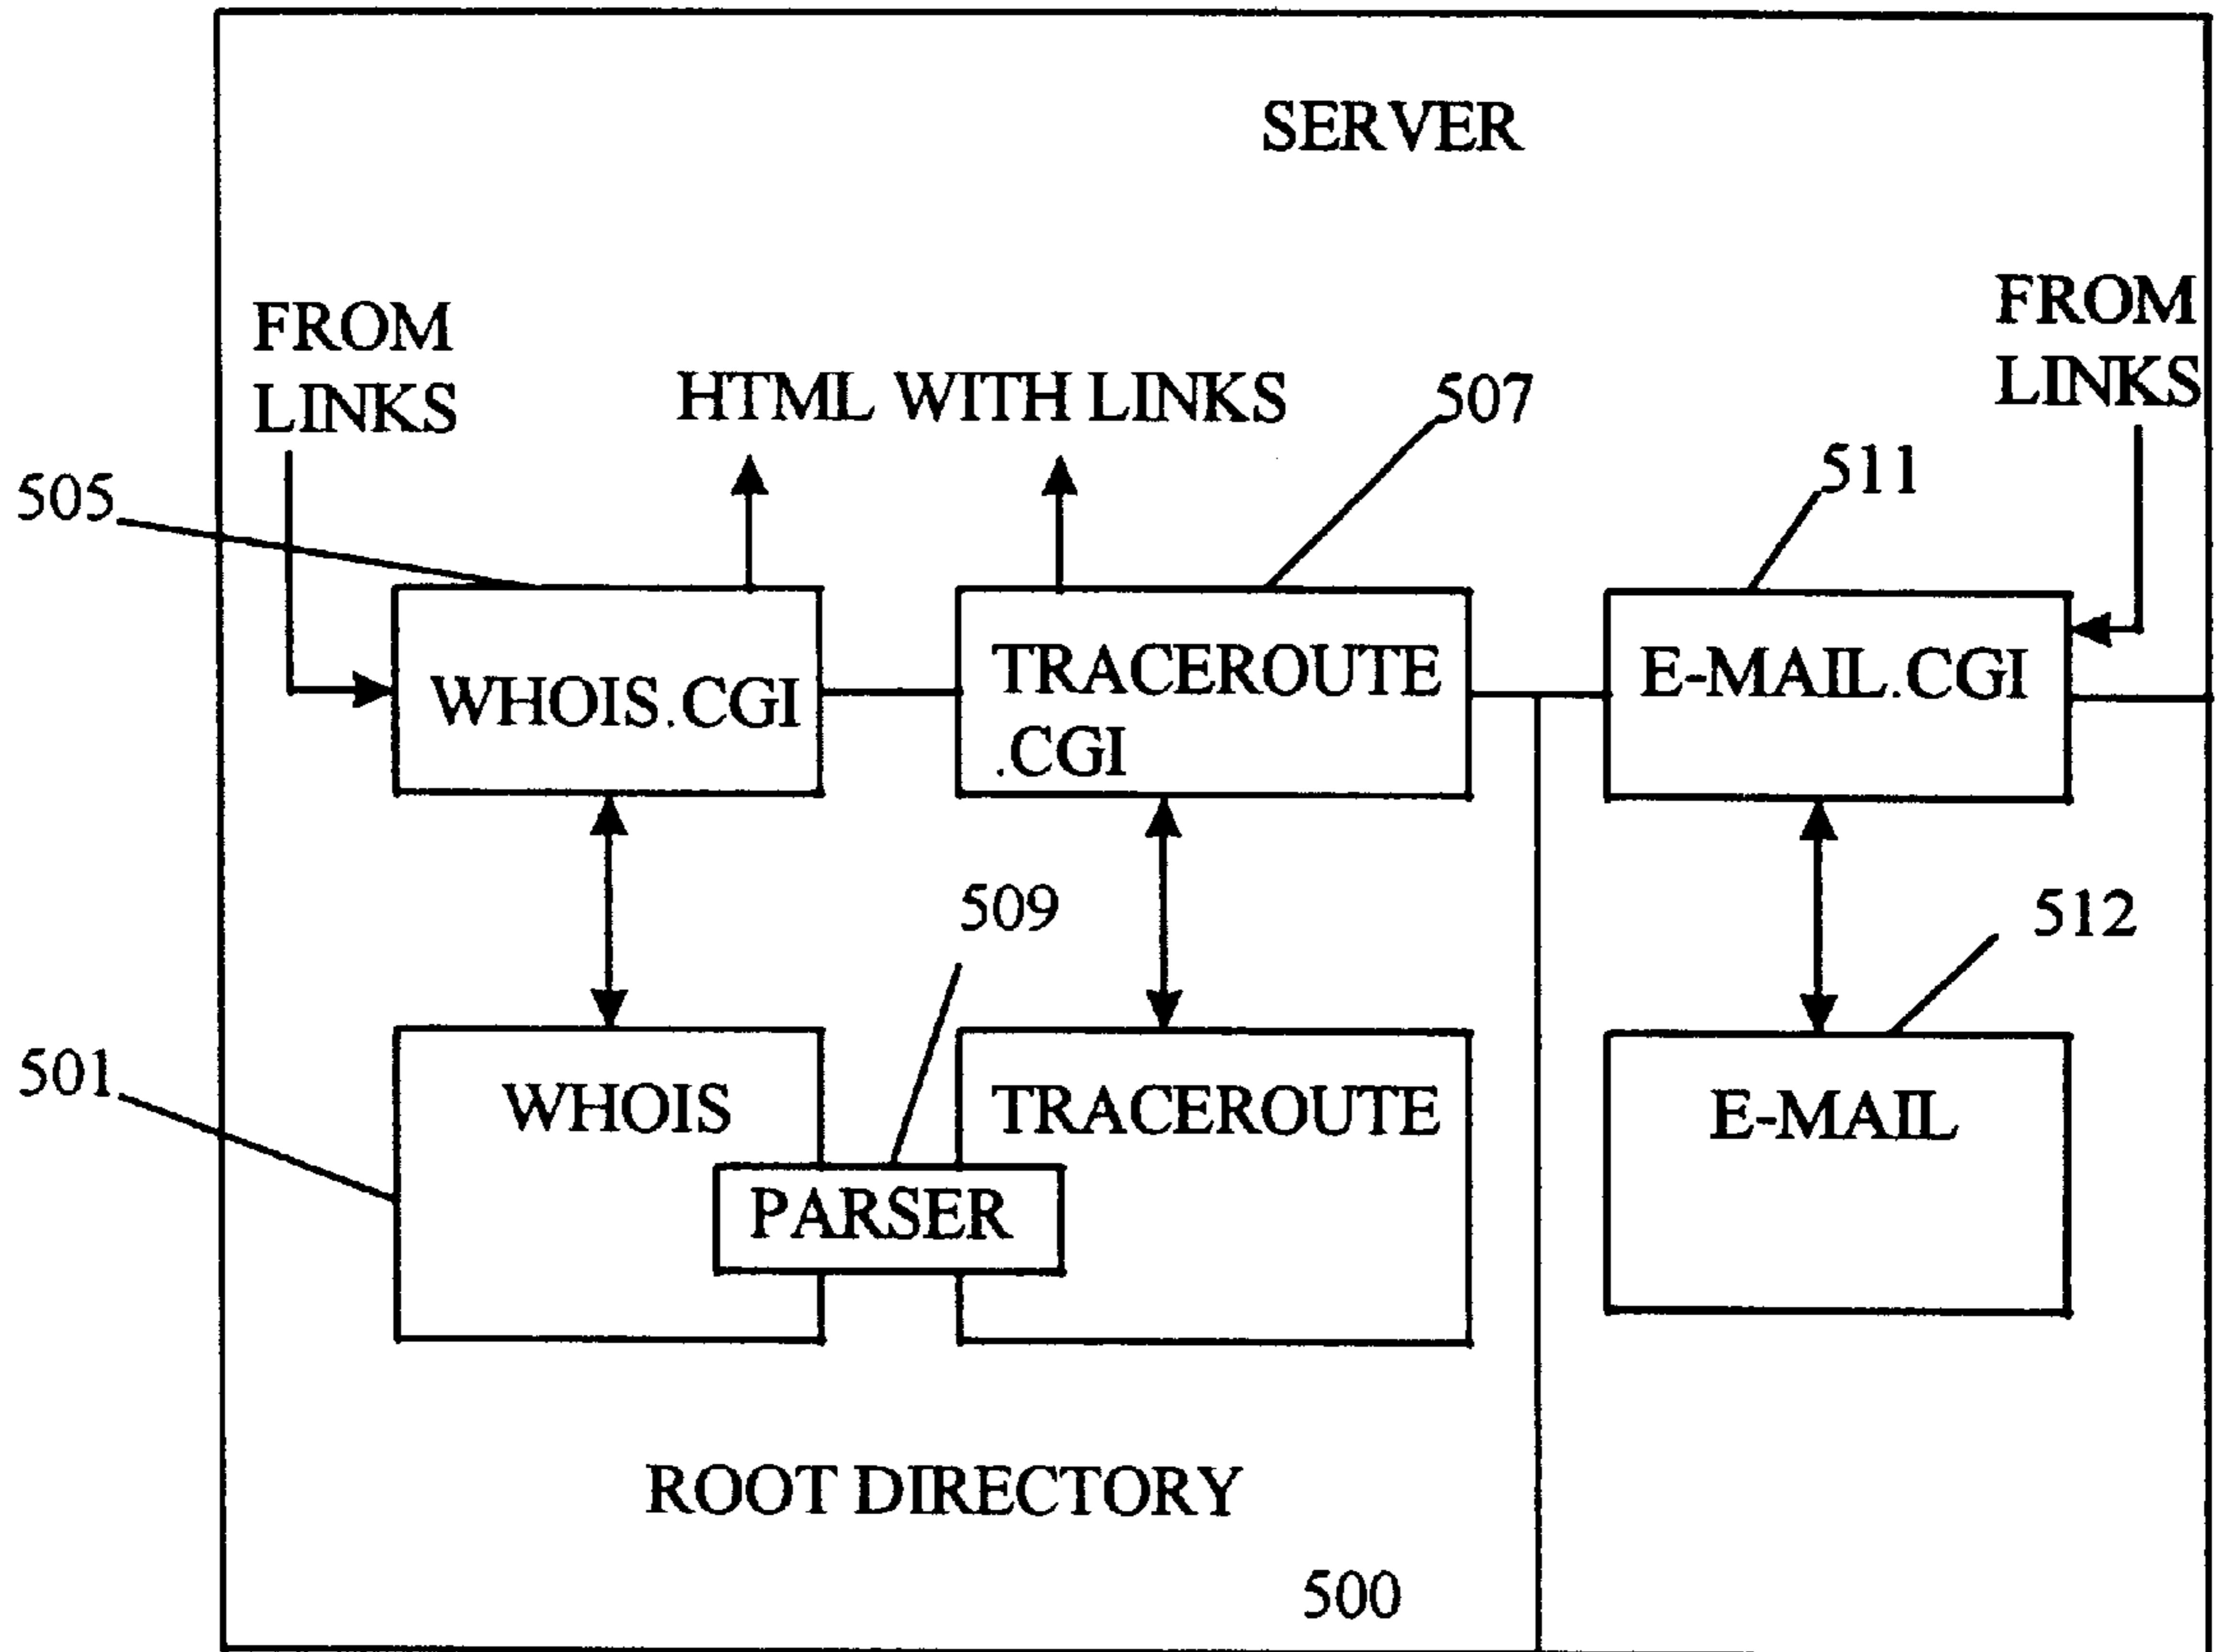 SERVER
FROM
LINKS
HTML WITH LINKS
507
FROM
LINKS
505
511
WHOIS.CGI
TRACEROUTE
.CGI
E-MAIL.CGI
509
512
501
WHOIS
TRACEROUTE
E-MAIL
PARSER
ROOT DIRECTORY
500